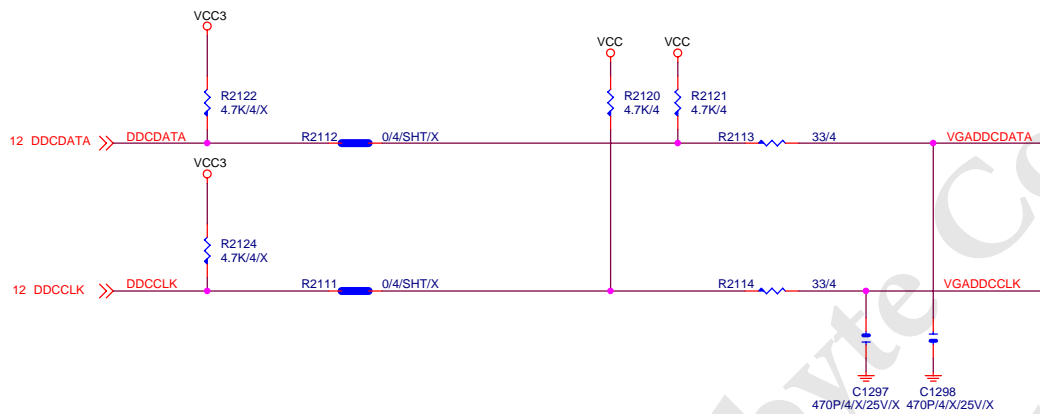 VCC3
VCC
VCC
R2122
4.7K/4/X
R2120
4.7K/4
R2121
4.7K/4
12 DDCDATA
DDCDATA
R2112
0/4/SHT/X
R2113
33/4
VGADDCDATA
VCC3
R2124
4.7K/4/X
12 DDCCLK
DDCCLK
R2111
0/4/SHT/X
R2114
33/4
VGADDCCLK
C1297
470P/4/X/25V/X
C1298
470P/4/X/25V/X
byte Co